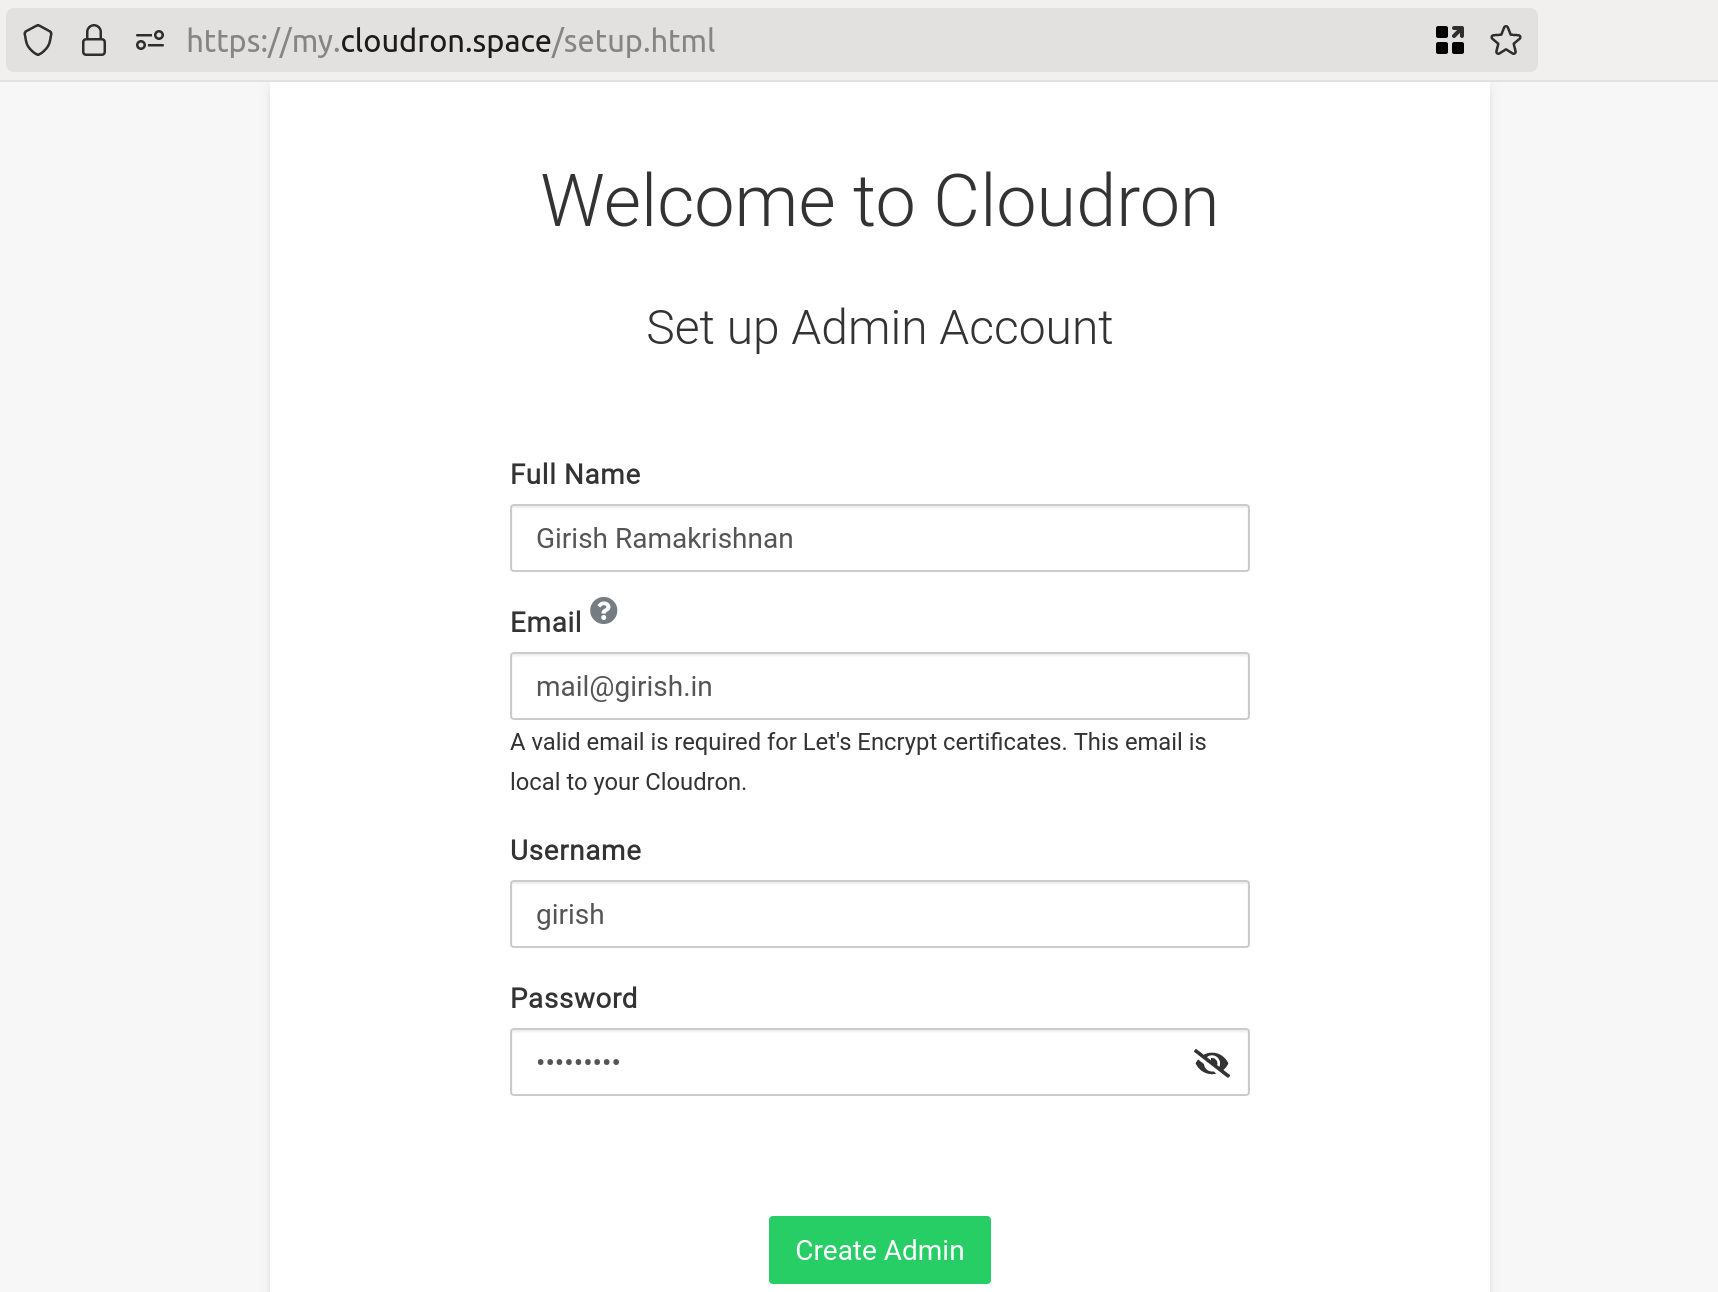 https://my.cloudron.space/setup.html
Welcome to Cloudron
Set up Admin Account
Full Name
Girish Ramakrishnan
Email ?
mail@girish.in
A valid email is required for Let's Encrypt certificates. This email is
local to your Cloudron.
Username
girish
Password
•••••••••
Create Admin